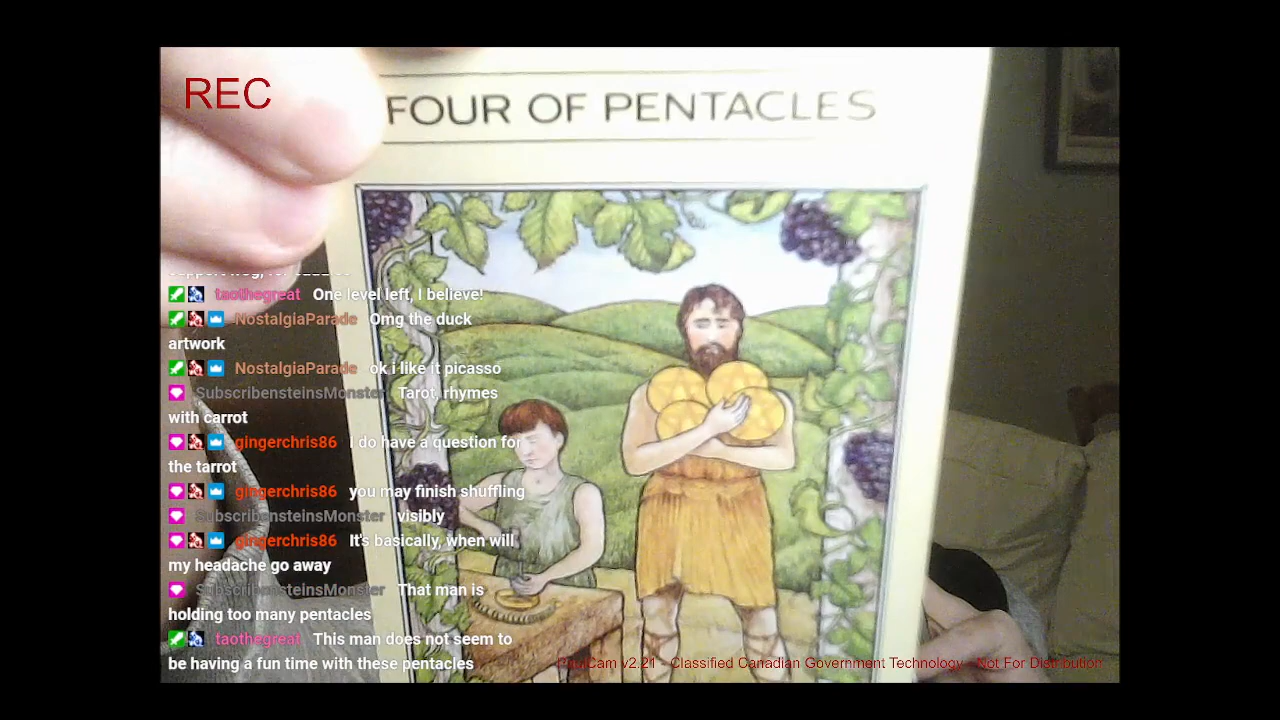 REC
FOUR OF PENTACLES
taothegreat One level left, I believe!
NostalgiaParade Omg the duck
artwork
NostalgiaParade ok i like it picasso
SubscribensteinsMonster Tarot, rhymes
with carrot
gingerchris86 I do have a question for
the tarrot
gingerchris86 you may finish shuffling
SubscribensteinsMonster visibly
gingerchris86 It's basically, when will
my headache go away
SubscribensteinsMonster That man is
holding too many pentacles
taothegreat This man does not seem to
be having a fun time with these pentacles
v2.21 - Classified Canadian Government Technology - Not For Distribution